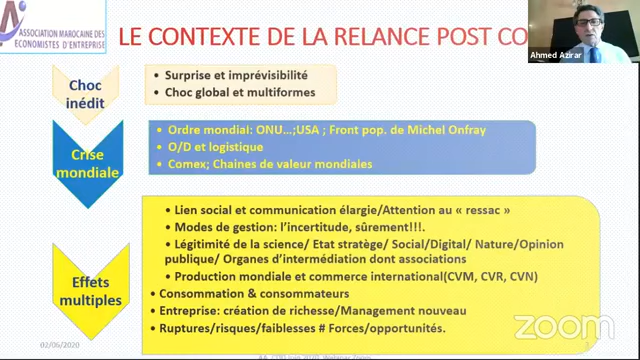 ASSOCIATION MAROCAINE DES
ECONOMISTES D'ENTREPRISE
LE CONTEXTE DE LA RELANCE POST CO
Ahmed Azirar
Choc
inédit
• Surprise et imprévisibilité
• Choc global et multiformes
Crise
mondiale
• Ordre mondial: ONU…;USA ; Front pop. de Michel Onfray
• O/D et logistique
• Comex; Chaines de valeur mondiales
Effets
multiples
• Lien social et communication élargie/Attention au « ressac »
• Modes de gestion: l'incertitude, sûrement!!!.
• Légitimité de la science/ Etat stratège/ Social/Digital/ Nature/Opinion
publique/ Organes d'intermédiation dont associations
• Production mondiale et commerce international(CVM, CVR, CVN)
• Consommation & consommateurs
• Entreprise: création de richesse/Management nouveau
• Ruptures/risques/faiblesses # Forces/opportunités.
02/06/2020
zoom